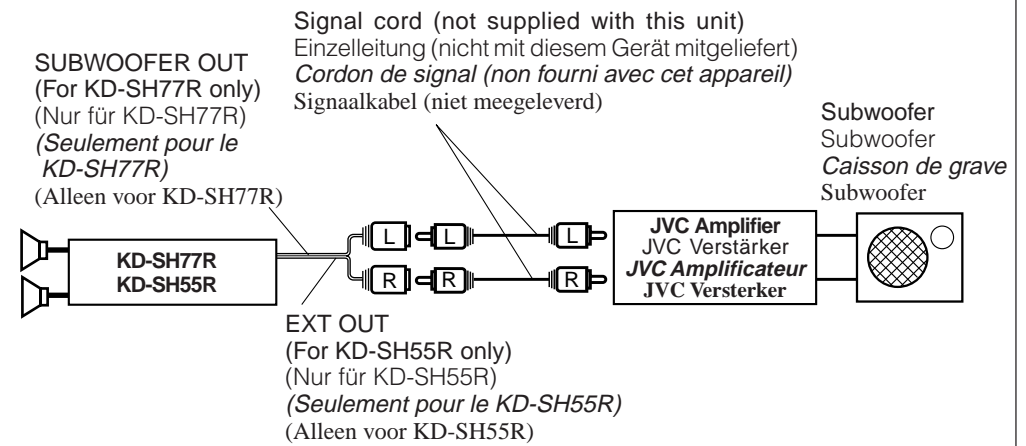 Signal cord (not supplied with this unit)
Einzelleitung (nicht mit diesem Gerät mitgeliefert)
Cordon de signal (non fourni avec cet appareil)
Signaalkabel (niet meegeleverd)
SUBWOOFER OUT
(For KD-SH77R only)
(Nur für KD-SH77R)
(Seulement pour le
KD-SH77R)
(Alleen voor KD-SH77R)
Subwoofer
Subwoofer
Caisson de grave
Subwoofer
KD-SH77R
KD-SH55R
L L L
R R R
JVC Amplifier
JVC Verstärker
JVC Amplificateur
JVC Versterker
EXT OUT
(For KD-SH55R only)
(Nur für KD-SH55R)
(Seulement pour le KD-SH55R)
(Alleen voor KD-SH55R)